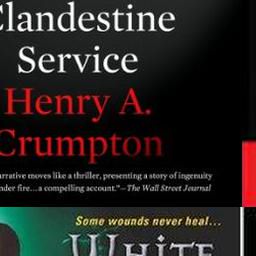 Clandestine
Service
Henry A.
Crumpton
narrative moves like a thriller, presenting a story of ingenuity
under fire...a compelling account."—The Wall Street Journal
Some wounds never heal...
WHITE